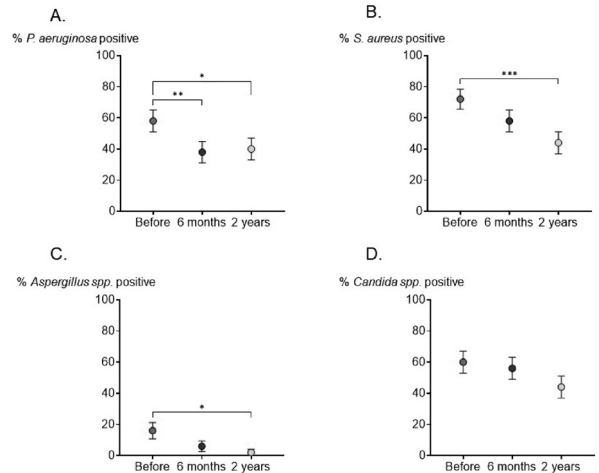 A.
% P. aeruginosa positive
100
80
60
40
20
0
*
**
Before 6 months 2 years
B.
% S. aureus positive
100
80
60
40
20
0
***
Before 6 months 2 years
C.
% Aspergillus spp. positive
100
80
60
40
20
0
*
Before 6 months 2 years
D.
% Candida spp. positive
100
80
60
40
20
0
Before 6 months 2 years